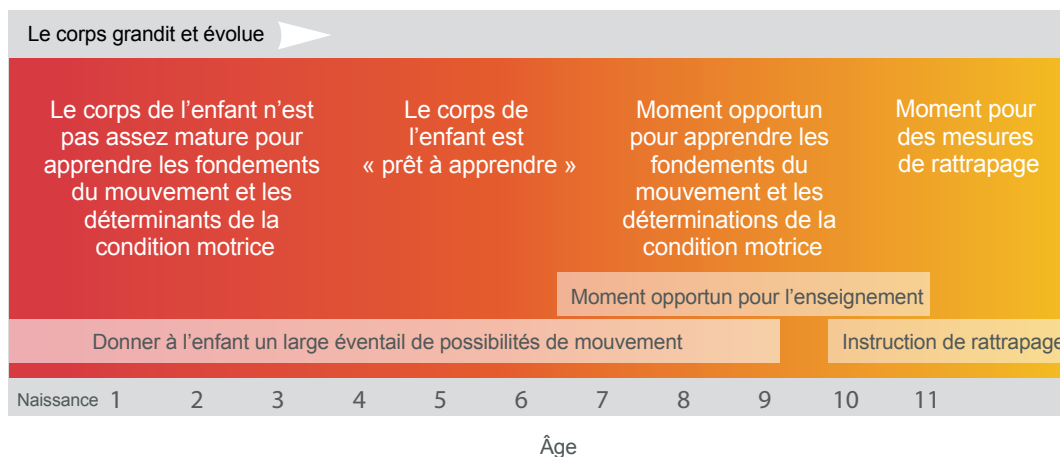 Le corps grandit et évolue
Le corps de l’enfant n’est
pas assez mature pour
apprendre les fondements
du mouvement et les
déterminants de la
condition motrice
Le corps de
l’enfant est
« prêt à apprendre »
Moment opportun
pour apprendre les
fondements du
mouvement et les
déterminations de la
condition motrice
Moment pour
des mesures
de rattrapage
Moment opportun pour l’enseignement
Donner à l’enfant un large éventail de possibilités de mouvement
Instruction de rattrapage
Naissance 1 2 3 4 5 6 7 8 9 10 11
Âge